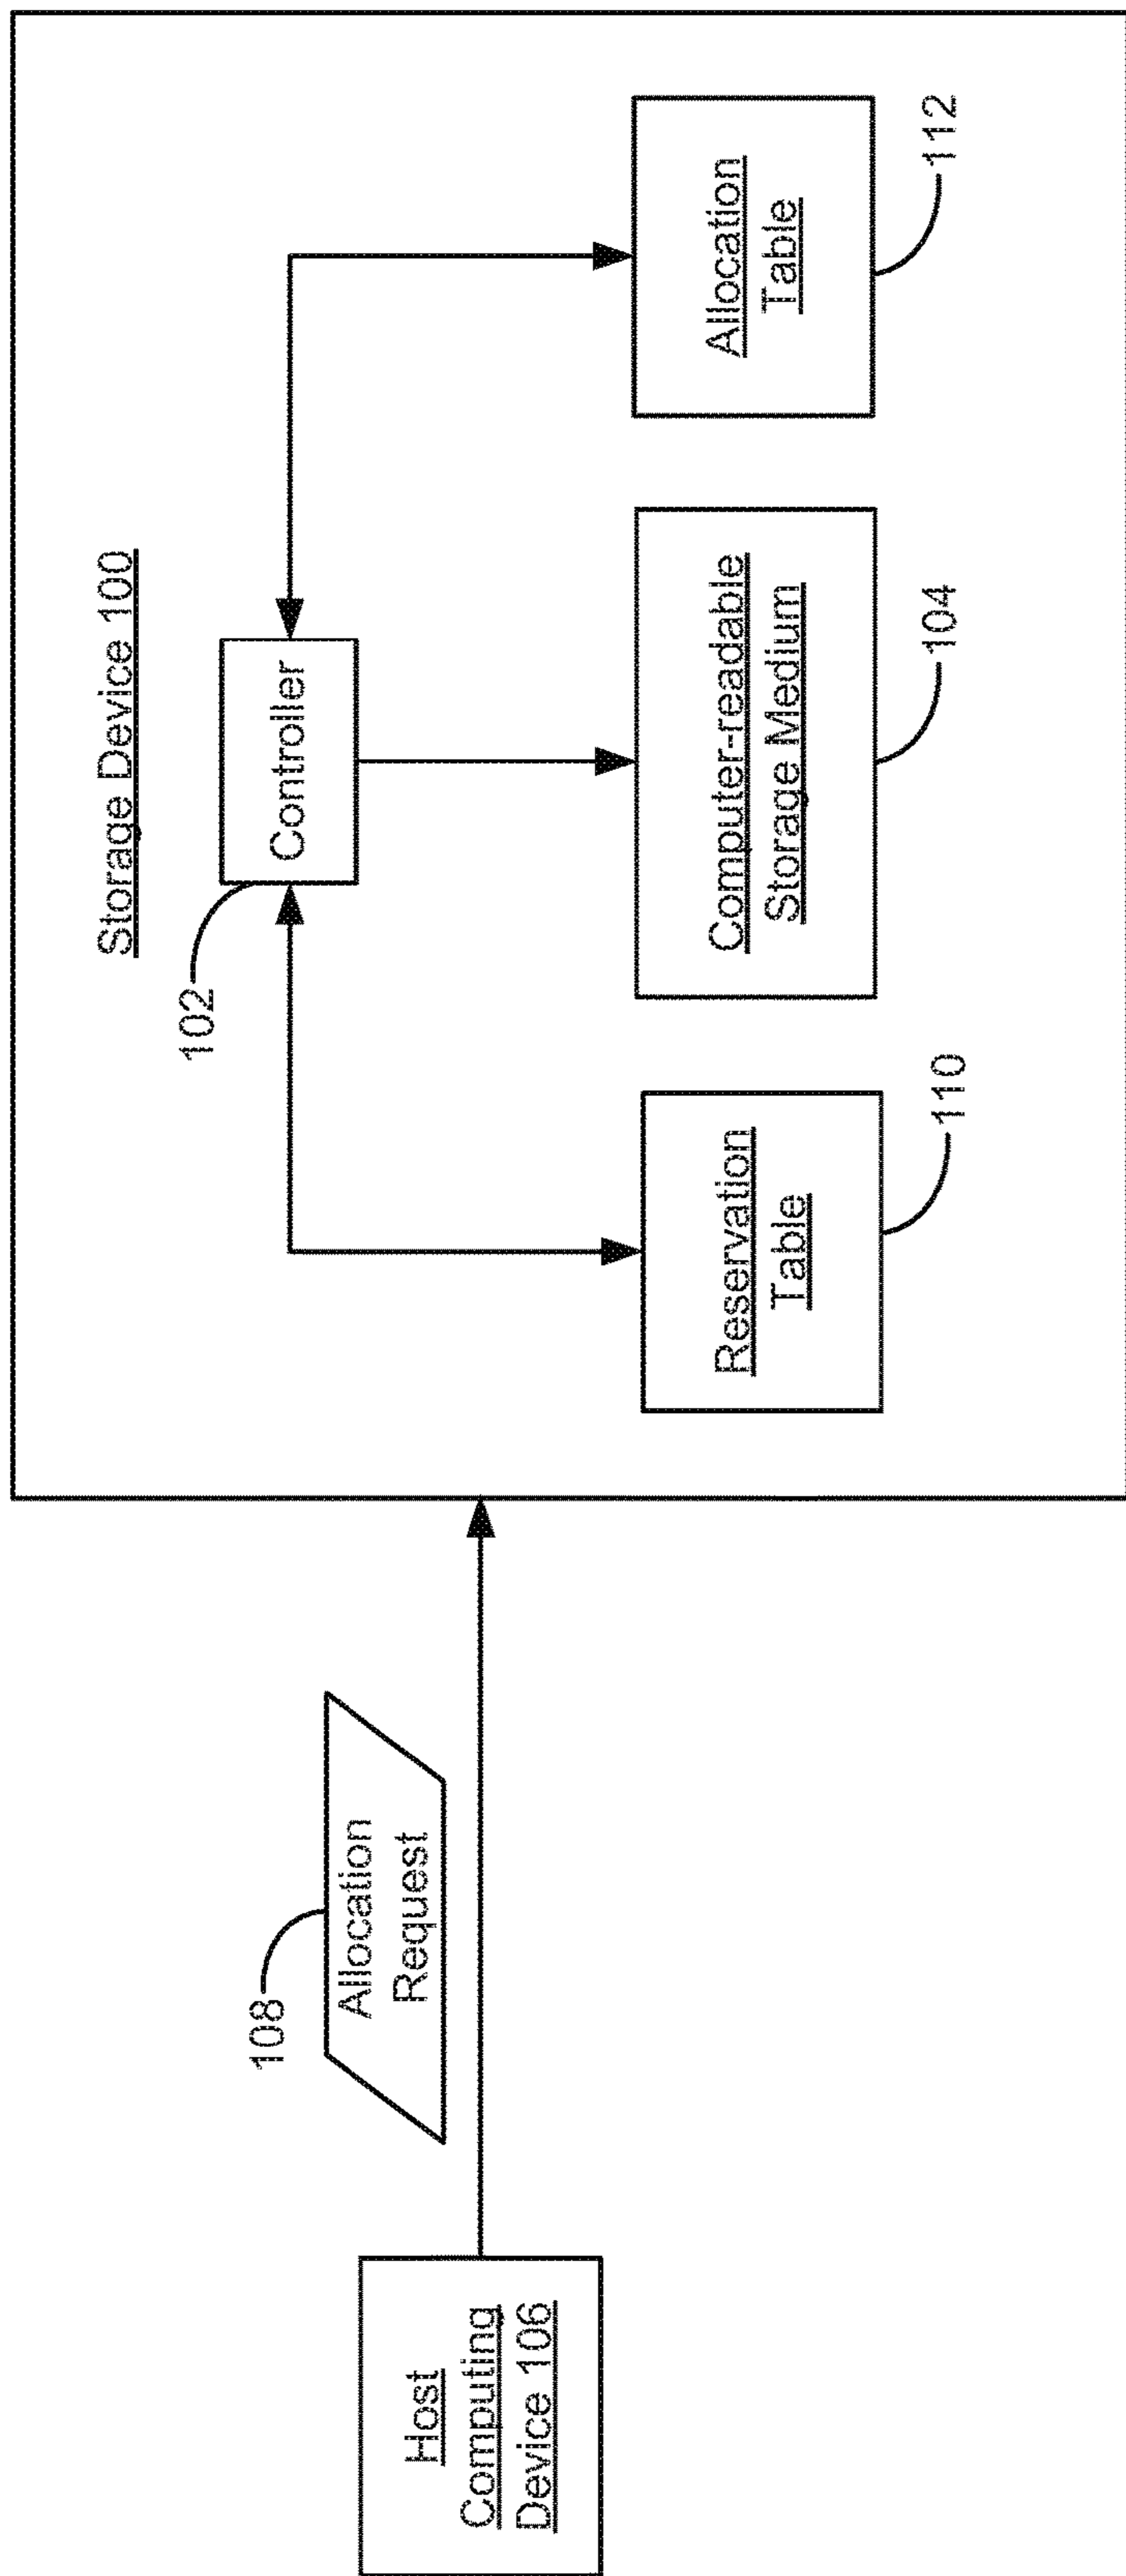 Storage Device 100
102
Controller
108
Allocation
Request
Host
Computing
Device 106
Reservation
Table
110
Computer-readable
Storage Medium
104
Allocation
Table
112